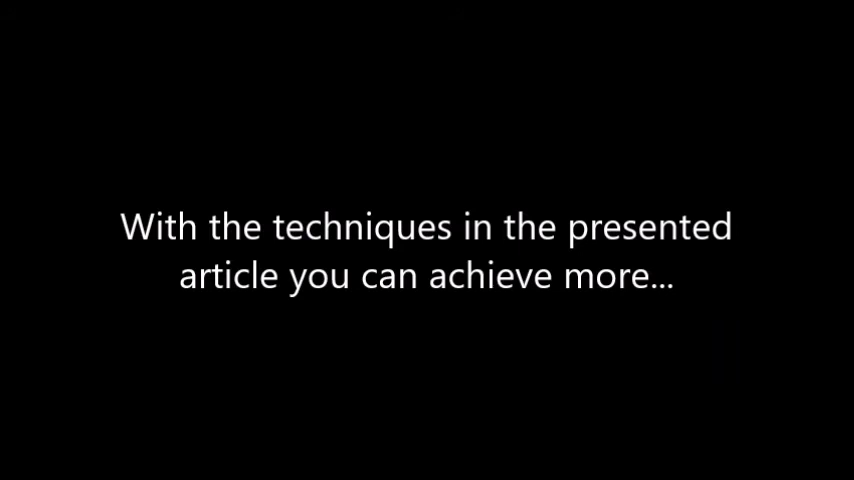 With the techniques in the presented
article you can achieve more...